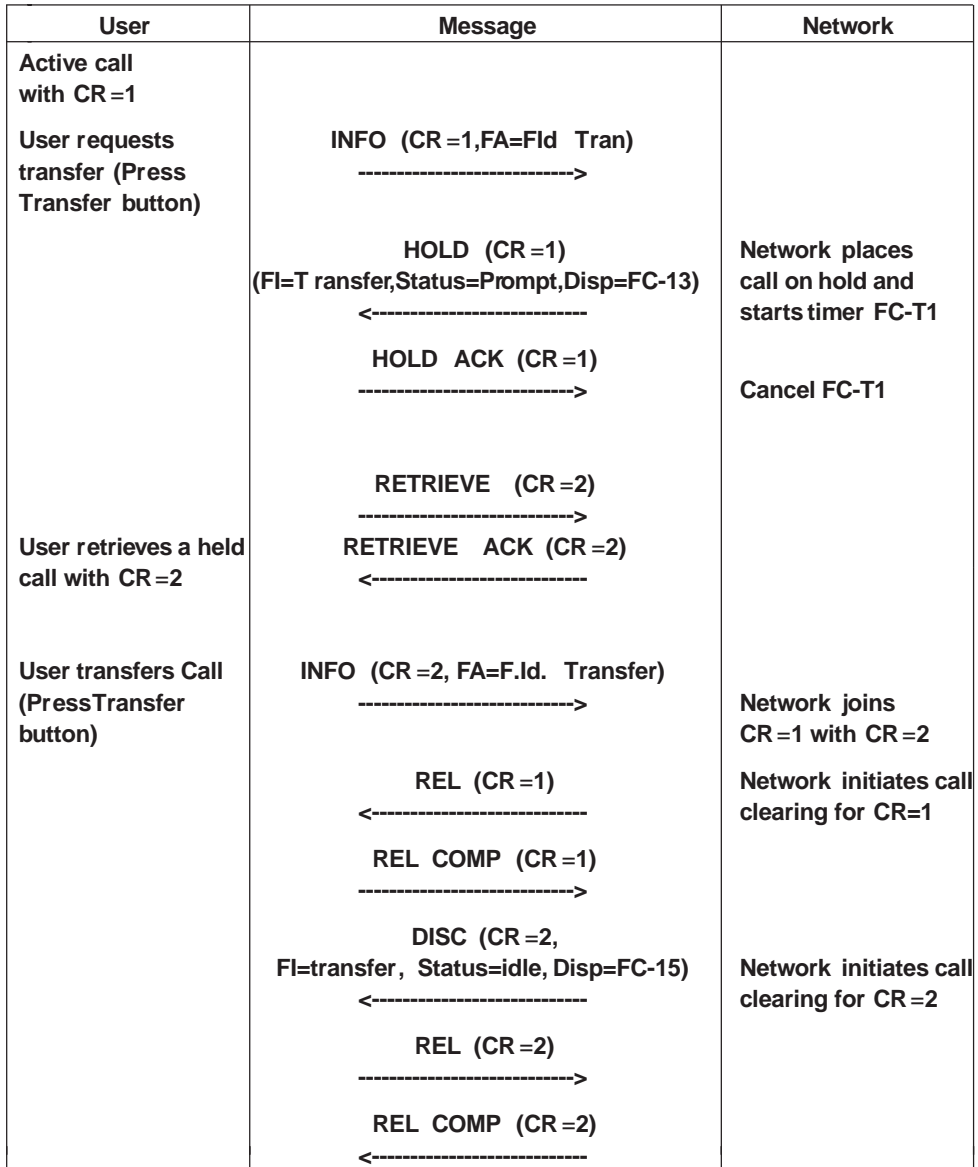 User Message Network
Active call
with CR =1
User requests INFO (CR =1,FA=FId Tran)
transfer (Press --------------------------->
Transfer button)
HOLD (CR =1) Network places
(FI=T ransfer,Status=Prompt,Disp=FC-13) call on hold and
<--------------------------- starts timer FC-T1
HOLD ACK (CR =1)
---------------------------> Cancel FC-T1
RETRIEVE (CR =2)
--------------------------->
User retrieves a held RETRIEVE ACK (CR =2)
call with CR =2 <---------------------------
User transfers Call INFO (CR =2, FA=F.Id. Transfer)
(PressTransfer ---------------------------> Network joins
button) CR =1 with CR =2
REL (CR =1) Network initiates call
<--------------------------- clearing for CR=1
REL COMP (CR =1)
--------------------------->
DISC (CR =2,
FI=transfer, Status=idle, Disp=FC-15) Network initiates call
<--------------------------- clearing for CR =2
REL (CR =2)
--------------------------->
REL COMP (CR =2)
<---------------------------